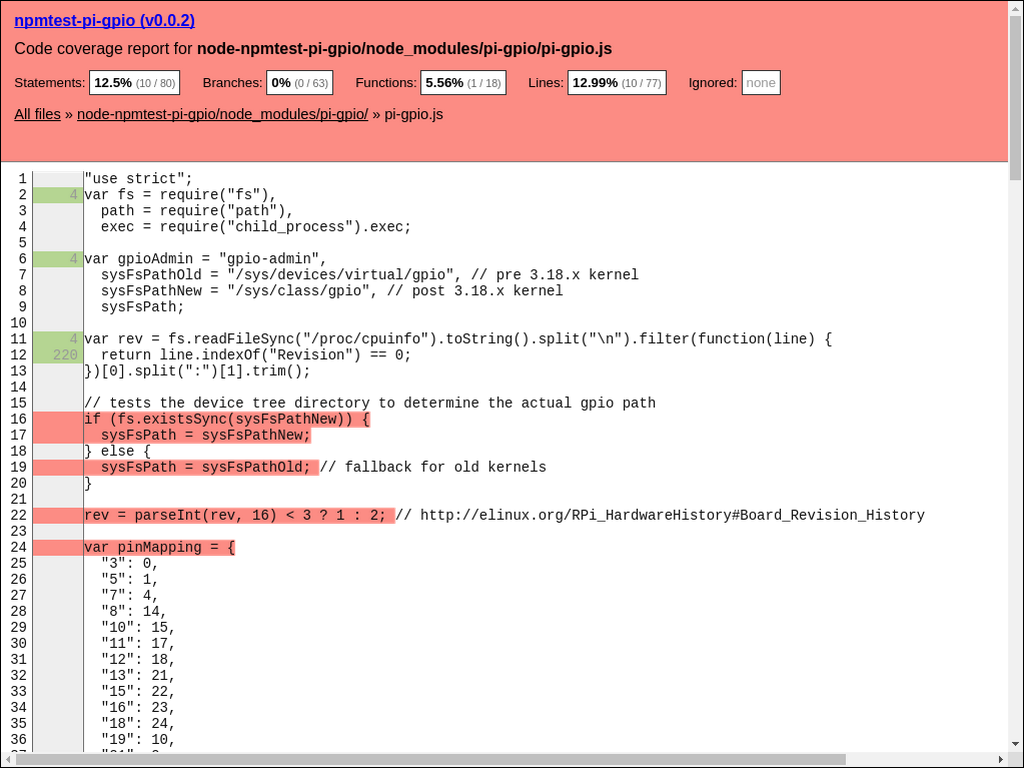 npmtest-pi-gpio (v0.0.2)
Code coverage report for node-npmtest-pi-gpio/node_modules/pi-gpio/pi-gpio.js
Statements: 12.5% (10 / 80) Branches: 0% (0 / 63) Functions: 5.56% (1 / 18) Lines: 12.99% (10 / 77) Ignored: none
All files » node-npmtest-pi-gpio/node_modules/pi-gpio/ » pi-gpio.js
1 "use strict";
2 4 var fs = require("fs"),
3 path = require("path"),
4 exec = require("child_process").exec;
5
6 4 var gpioAdmin = "gpio-admin",
7 sysFsPathOld = "/sys/devices/virtual/gpio", // pre 3.18.x kernel
8 sysFsPathNew = "/sys/class/gpio", // post 3.18.x kernel
9 sysFsPath;
10
11 4 var rev = fs.readFileSync("/proc/cpuinfo").toString().split("\n").filter(function(line) {
12 220 return line.indexOf("Revision") == 0;
13 })[0].split(":")[1].trim();
14
15 // tests the device tree directory to determine the actual gpio path
16 if (fs.existsSync(sysFsPathNew)) {
17 sysFsPath = sysFsPathNew;
18 } else {
19 sysFsPath = sysFsPathOld; // fallback for old kernels
20 }
21
22 rev = parseInt(rev, 16) < 3 ? 1 : 2; // http://elinux.org/RPi_HardwareHistory#Board_Revision_History
23
24 var pinMapping = {
25 "3": 0,
26 "5": 1,
27 "7": 4,
28 "8": 14,
29 "10": 15,
30 "11": 17,
31 "12": 18,
32 "13": 21,
33 "15": 22,
34 "16": 23,
35 "18": 24,
36 "19": 10,